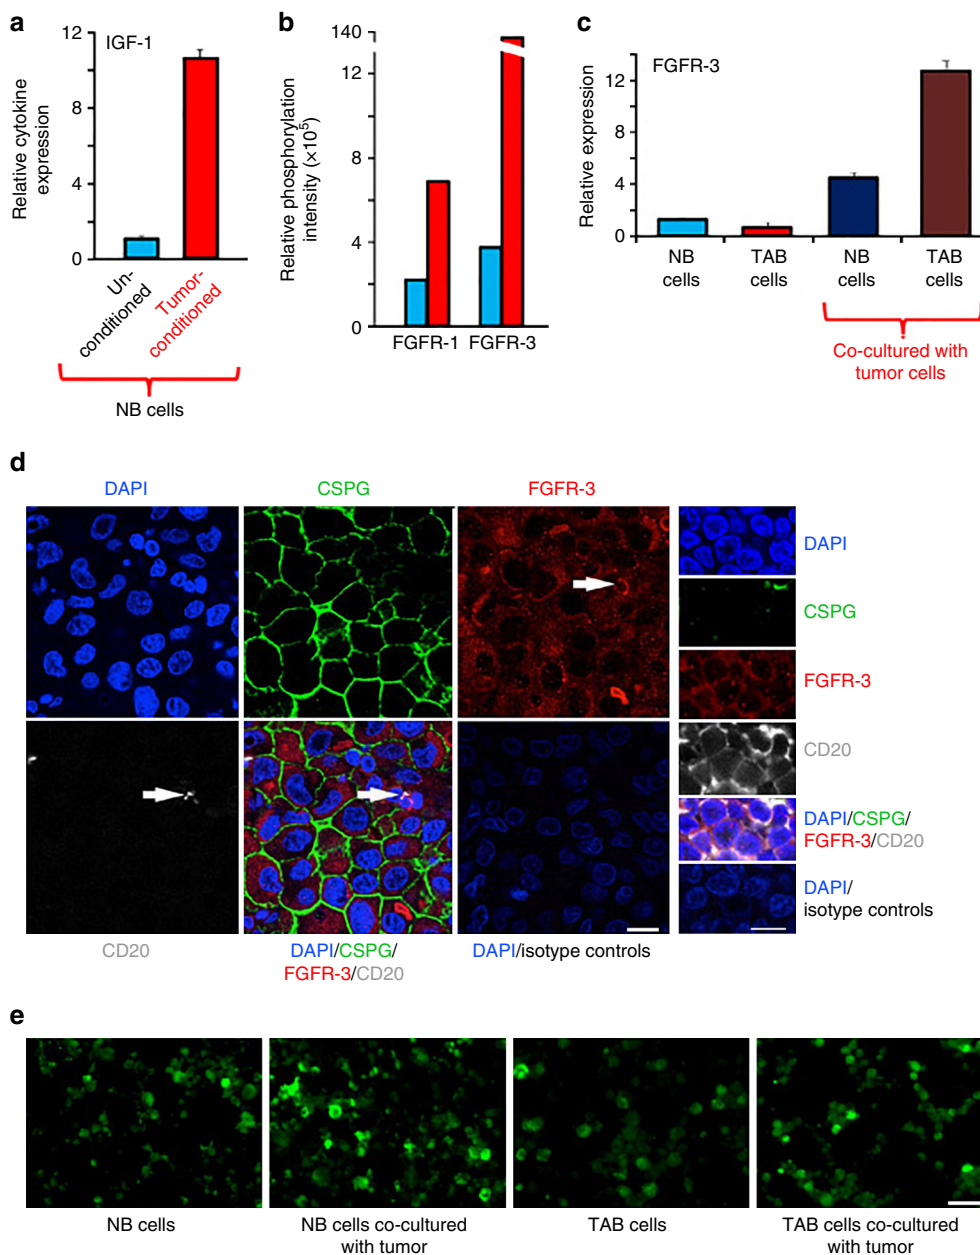 a
IGF-1
Relative cytokine
expression
12
8
4
0
Un-
conditioned
Tumor-
conditioned
NB cells
b
Relative phosphorylation
intensity (×10⁵)
140
12
8
4
0
FGFR-1
FGFR-3
c
FGFR-3
Relative expression
12
8
4
0
NB
cells
TAB
cells
NB
cells
TAB
cells
Co-cultured with
tumor cells
d
DAPI
CSPG
FGFR-3
CD20
DAPI/CSPG/
FGFR-3/CD20
DAPI/isotype controls
DAPI
CSPG
FGFR-3
CD20
DAPI/CSPG/
FGFR-3/CD20
DAPI/
isotype controls
e
NB cells
NB cells co-cultured
with tumor
TAB cells
TAB cells co-cultured
with tumor